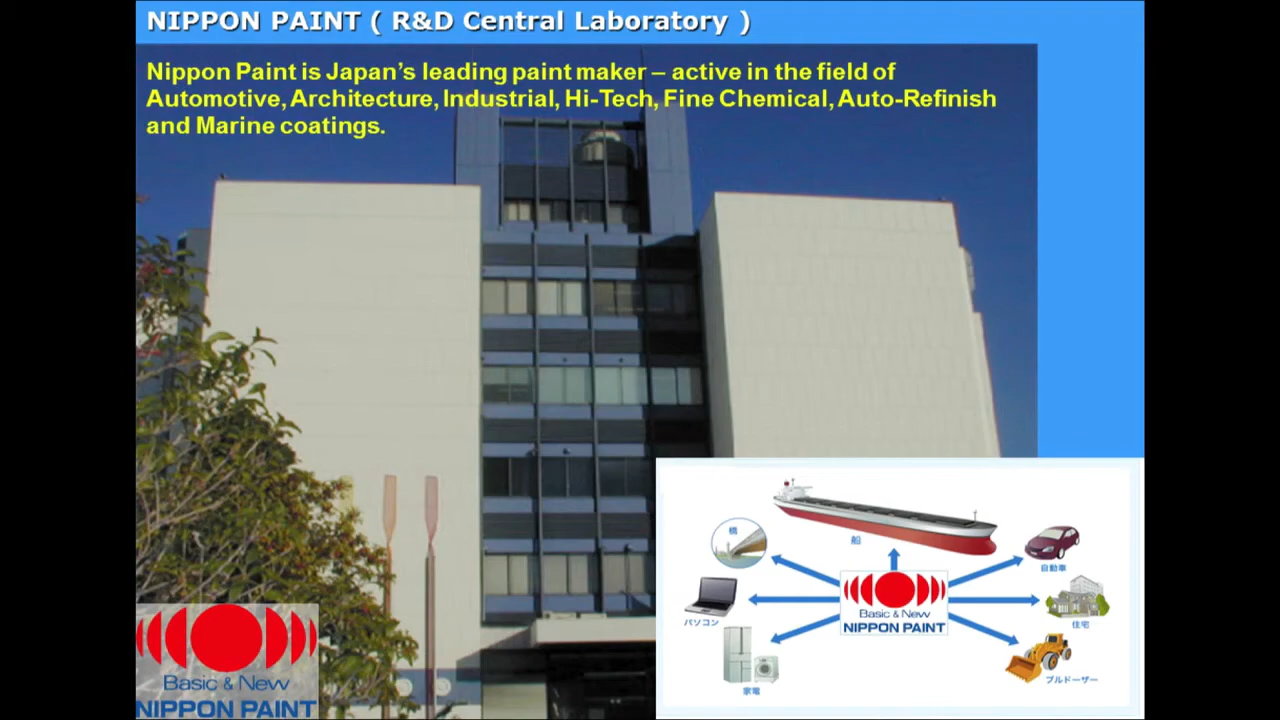 NIPPON PAINT ( R&D Central Laboratory )
Nippon Paint is Japan's leading paint maker – active in the field of
Automotive, Architecture, Industrial, Hi-Tech, Fine Chemical, Auto-Refinish
and Marine coatings.
橋
船
自動車
パソコン
Basic & New
NIPPON PAINT
住宅
家電
ブルドーザー
Basic & New
NIPPON PAINT